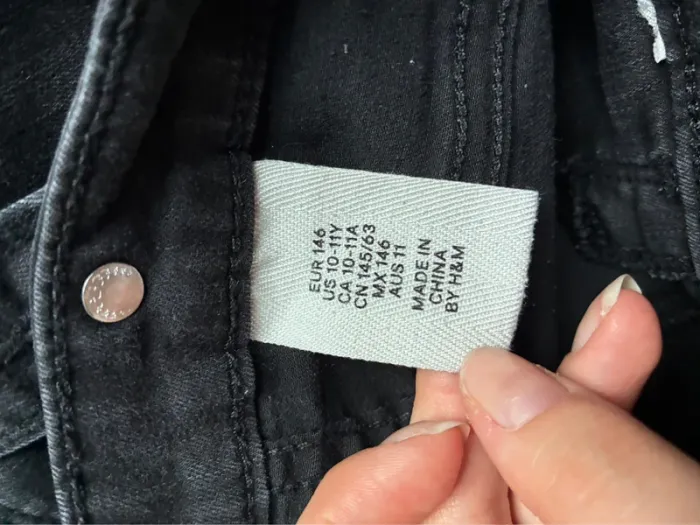 EUR 146
US 10-11Y
CA 10-11A
CN 145/63
MX 146
AUS 11
MADE IN
CHINA
BY H&M